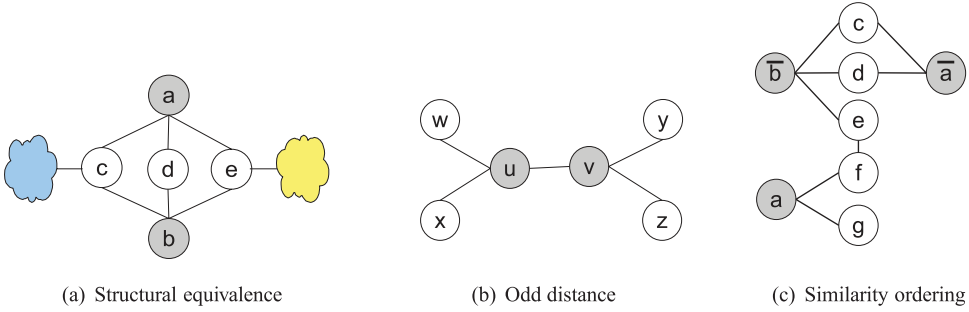 a
c d e
b
(a) Structural equivalence
w y
u v
x z
(b) Odd distance
c
b̅ d a̅
e
f
a
g
(c) Similarity ordering